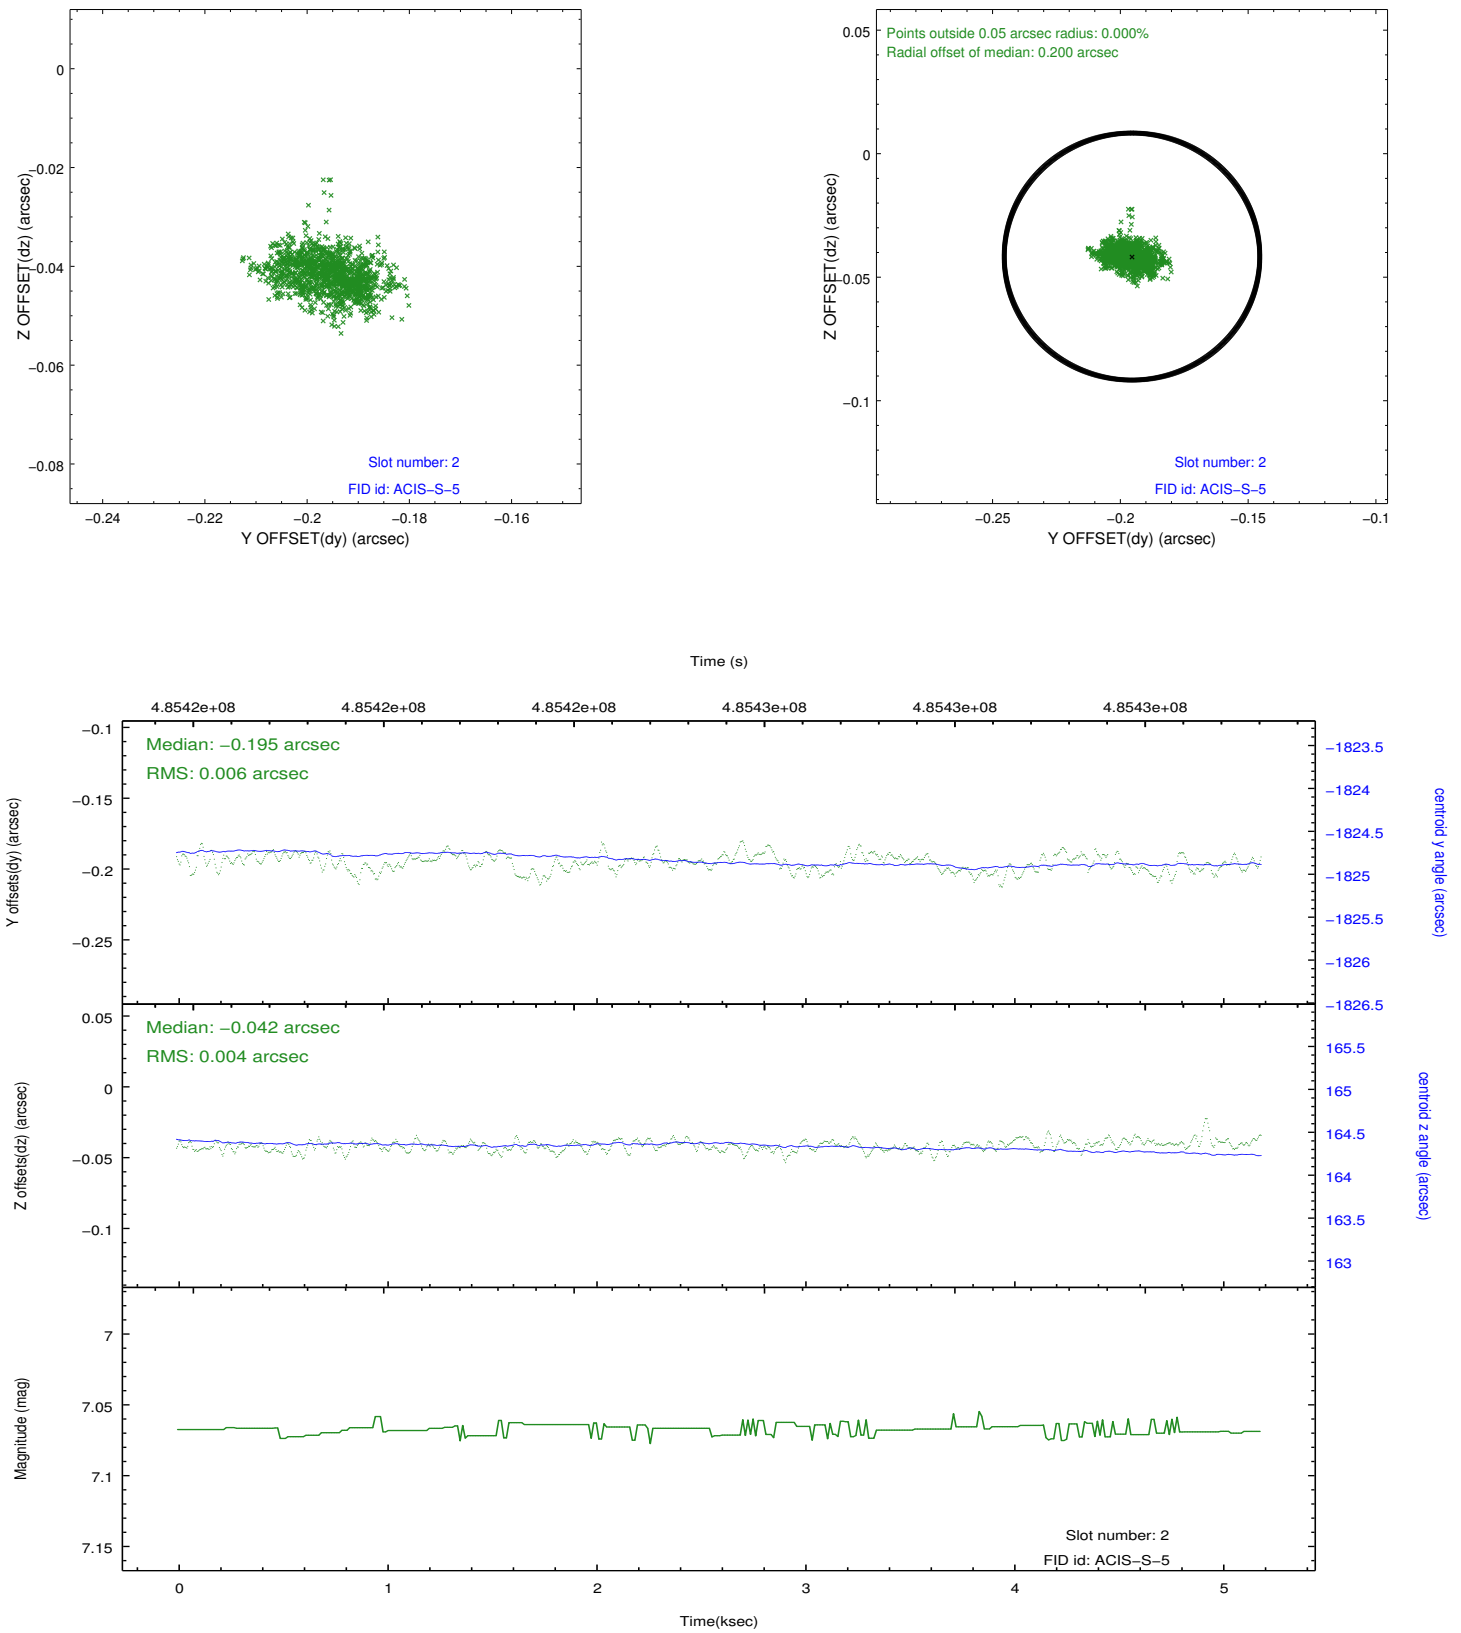 Points outside 0.05 arcsec radius: 0.000%
Radial offset of median: 0.200 arcsec
0
−0.02
−0.04
−0.06
−0.08
Z OFFSET(dz) (arcsec)
Slot number: 2
FID id: ACIS−S−5
−0.24
−0.22
−0.2
−0.18
−0.16
Y OFFSET(dy) (arcsec)
0.05
0
−0.05
−0.1
Z OFFSET(dz) (arcsec)
Slot number: 2
FID id: ACIS−S−5
−0.25
−0.2
−0.15
−0.1
Y OFFSET(dy) (arcsec)
Time (s)
4.8542e+08
4.8542e+08
4.8542e+08
4.8543e+08
4.8543e+08
4.8543e+08
Median: −0.195 arcsec
RMS: 0.006 arcsec
−0.1
−0.15
−0.2
−0.25
Y offsets(dy) (arcsec)
−1823.5
−1824
−1824.5
−1825
−1825.5
−1826
−1826.5
centroid y angle (arcsec)
Median: −0.042 arcsec
RMS: 0.004 arcsec
0.05
0
−0.05
−0.1
Z offsets(dz) (arcsec)
165.5
165
164.5
164
163.5
163
centroid z angle (arcsec)
7
7.05
7.1
7.15
Magnitude (mag)
Slot number: 2
FID id: ACIS−S−5
0
1
2
3
4
5
Time(ksec)